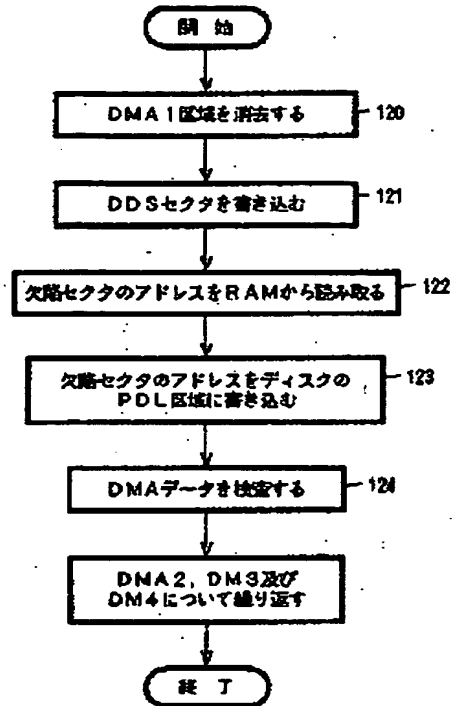 開始
DMA1区域を消去する
120
DDSセクタを書き込む
121
欠陥セクタのアドレスをRAMから読み取る
122
欠陥セクタのアドレスをディスクの
PDL区域に書き込む
123
DMAデータを検査する
124
DMA2,DM3及び
DM4について繰り返す
終了